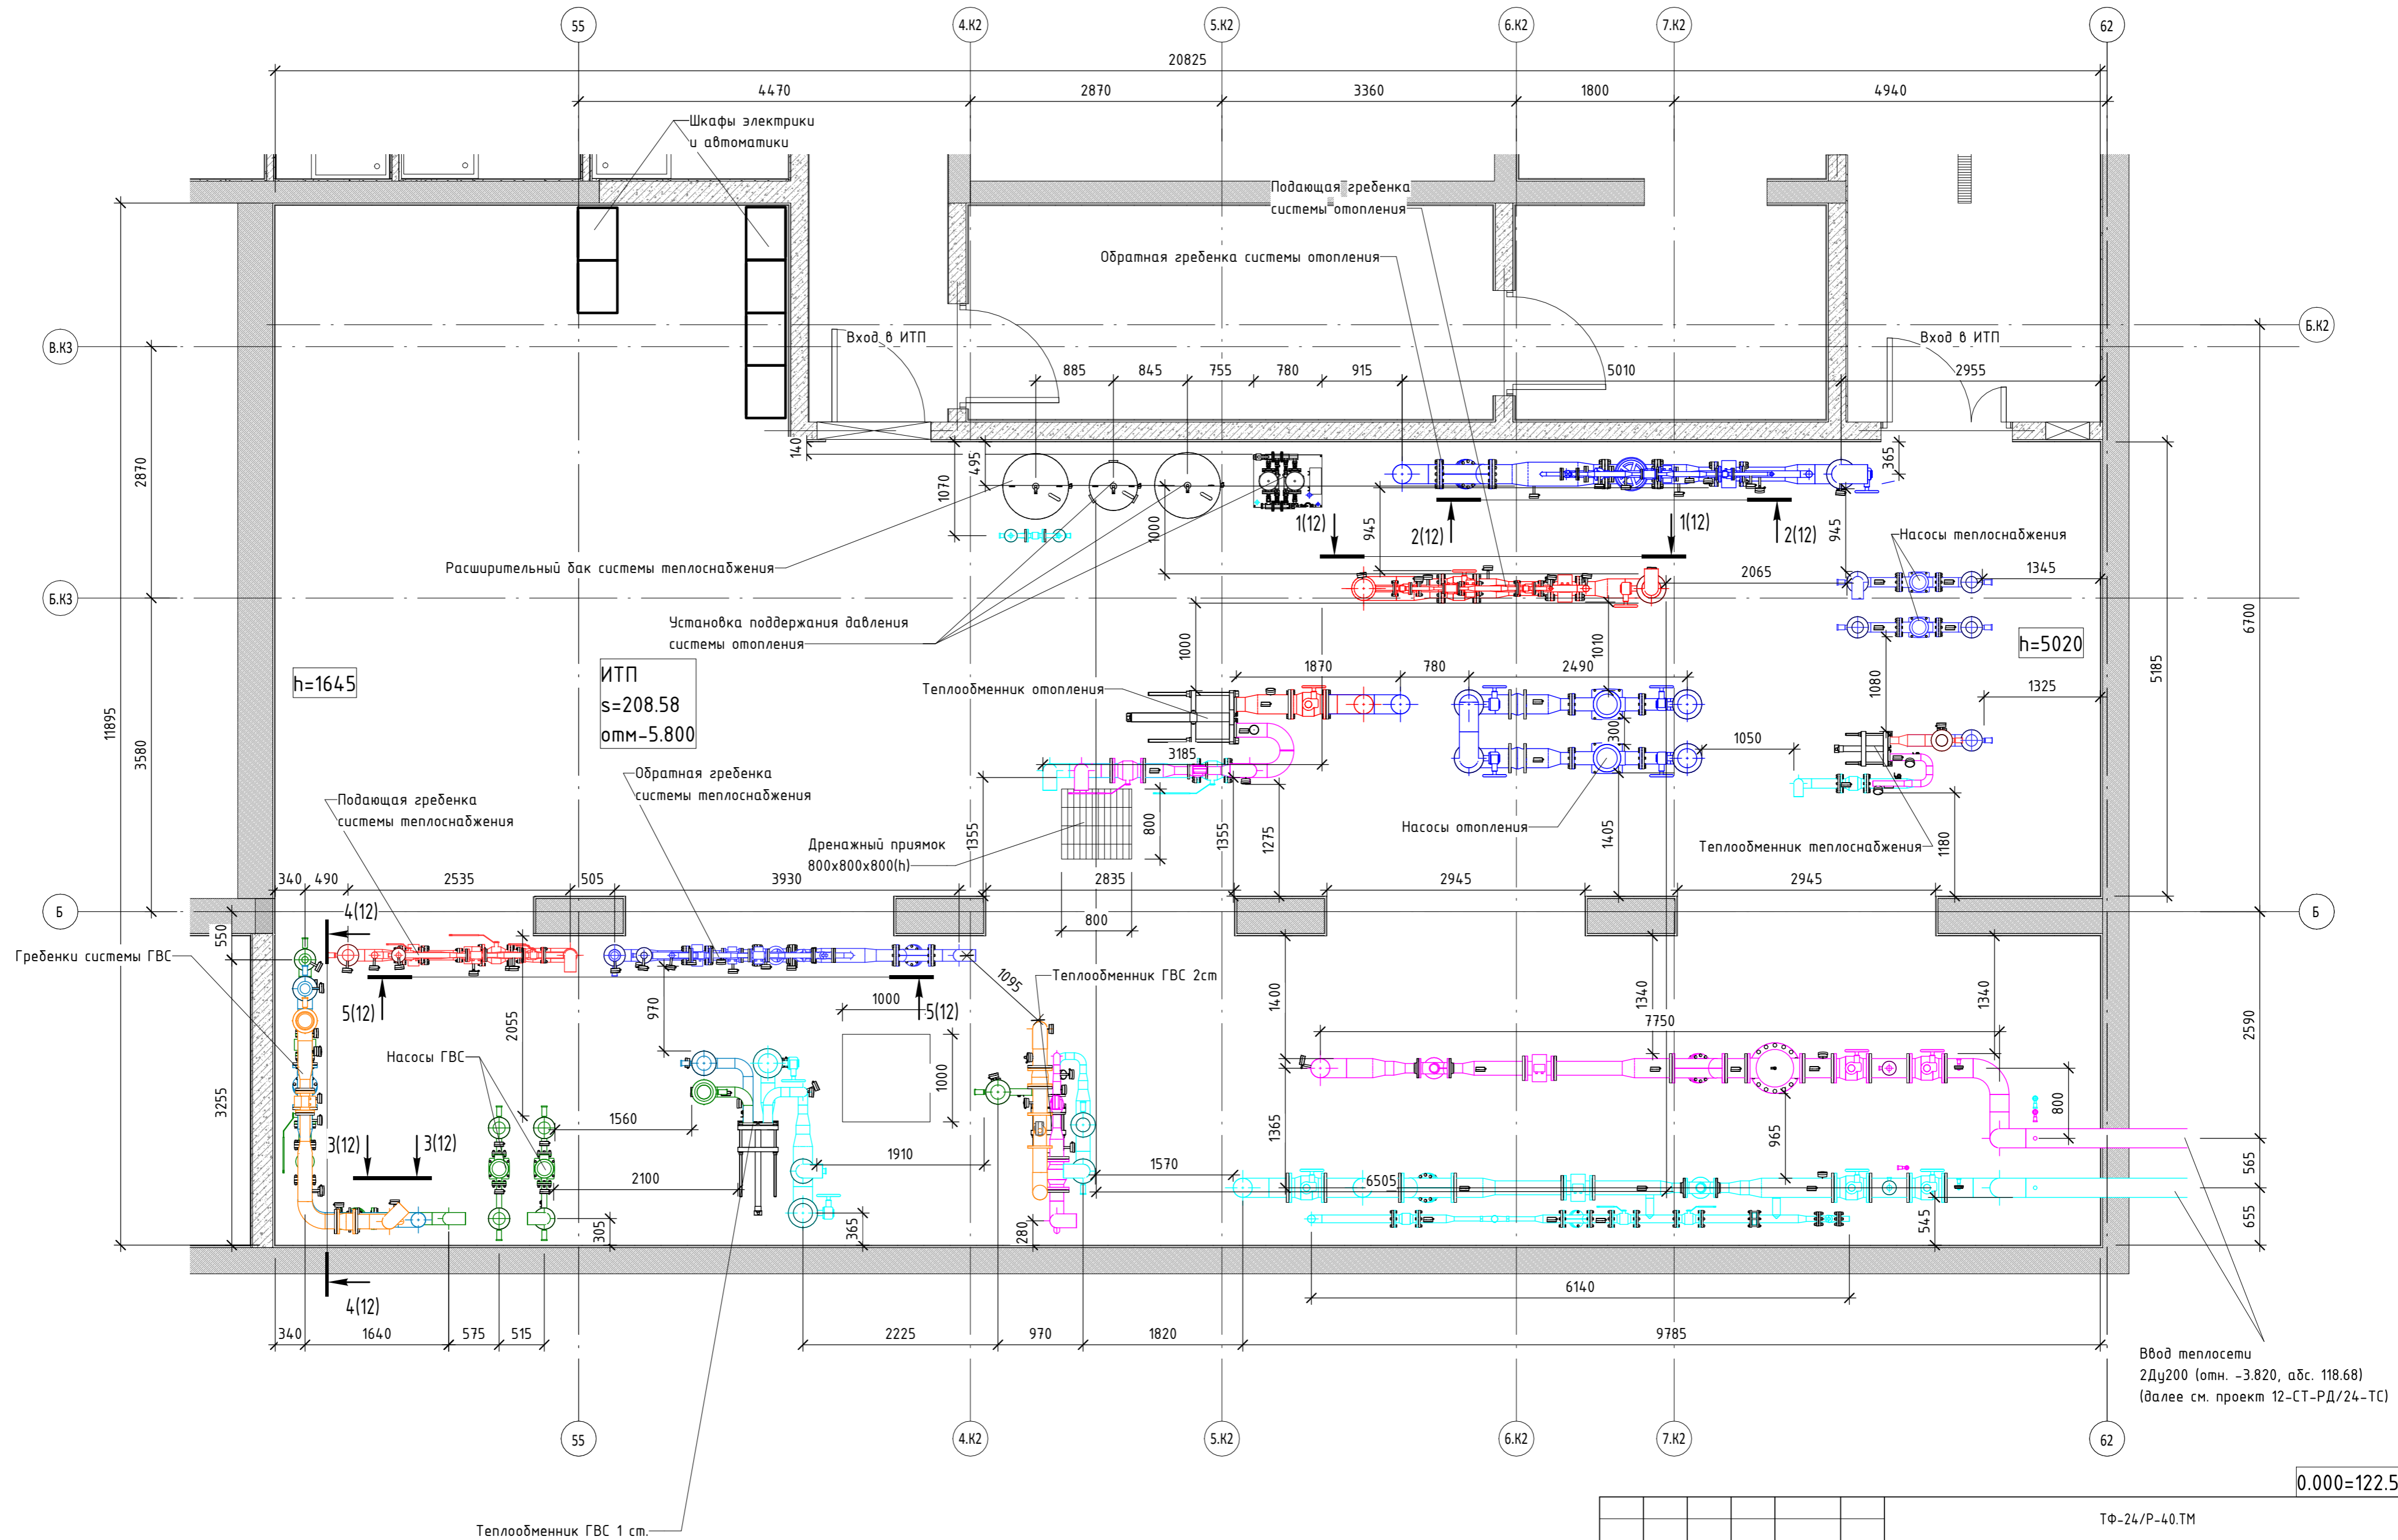 55
4.К2
5.К2
6.К2
7.К2
62
20825
4470
2870
3360
1800
4940
Шкафы электрики
и автоматики
Подающая гребенка
системы отопления
Обратная гребенка системы отопления
В.К3
Б.К2
Вход в ИТП
Вход в ИТП
885
845
755
780
915
5010
2955
140
495
1070
365
2870
1000
945
945
1(12)
2(12)
1(12)
2(12)
Насосы теплоснабжения
Расширительный бак системы теплоснабжения
2065
1345
Б.К3
Установка поддержания давления
системы отопления
1000
1010
6700
h=5020
h=1645
ИТП
s=208.58
отм-5.800
Теплообменник отопления
1870
780
2490
1080
1325
5185
11895
3580
300
3185
1050
Обратная гребенка
системы теплоснабжения
Подающая гребенка
системы теплоснабжения
Дренажный приямок
800х800х800(h)
1355
800
1355
1275
Насосы отопления
1405
Теплообменник теплоснабжения
1180
340
490
2535
505
3930
2835
2945
2945
Б
Б
800
550
4(12)
Гребенки системы ГВС
1095
Теплообменник ГВС 2ст
5(12)
5(12)
970
1000
2055
1400
1340
1340
7750
2590
Насосы ГВС
1000
3255
1560
1365
965
800
3(12)
3(12)
1910
1570
2100
6505
565
305
365
280
545
655
4(12)
6140
340
1640
575
515
2225
970
1820
9785
Ввод теплосети
2Ду200 (отн. -3.820, абс. 118.68)
(далее см. проект 12-СТ-РД/24-ТС)
55
4.К2
5.К2
6.К2
7.К2
62
0.000=122.5
ТФ-24/Р-40.ТМ
Теплообменник ГВС 1 ст.